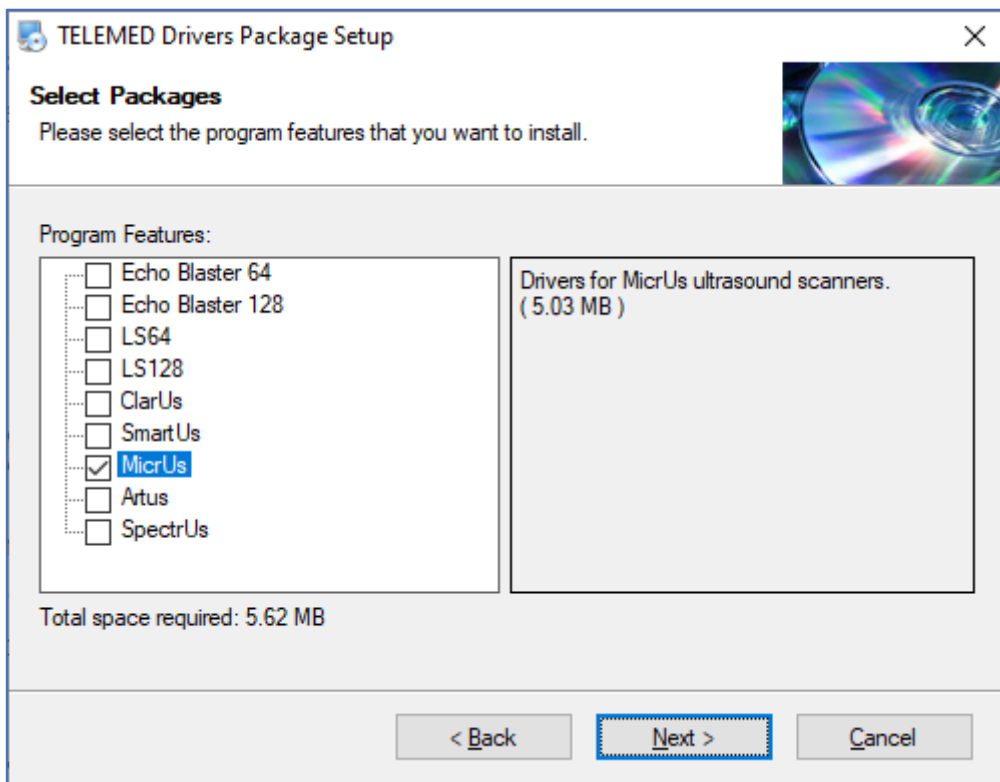 TELEMED Drivers Package Setup
Select Packages
Please select the program features that you want to install.
Program Features:
Echo Blaster 64
Echo Blaster 128
LS64
LS128
ClarUs
SmartUs
MicrUs
Artus
SpectrUs
Drivers for MicrUs ultrasound scanners.
( 5.03 MB )
Total space required: 5.62 MB
< Back
Next >
Cancel